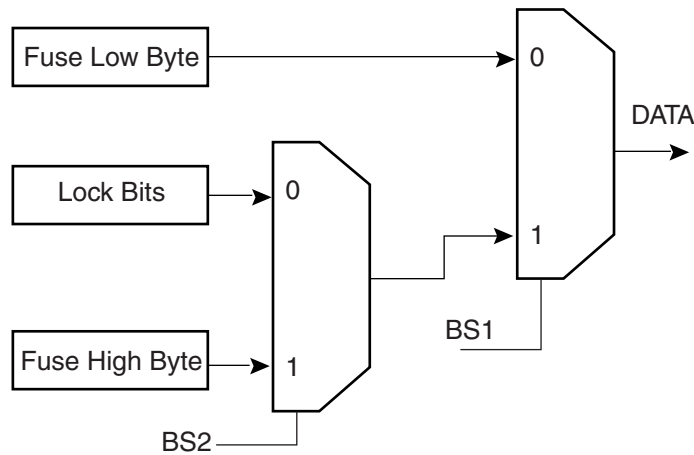 Fuse Low Byte
0
DATA
Lock Bits
0
1
BS1
Fuse High Byte
1
BS2